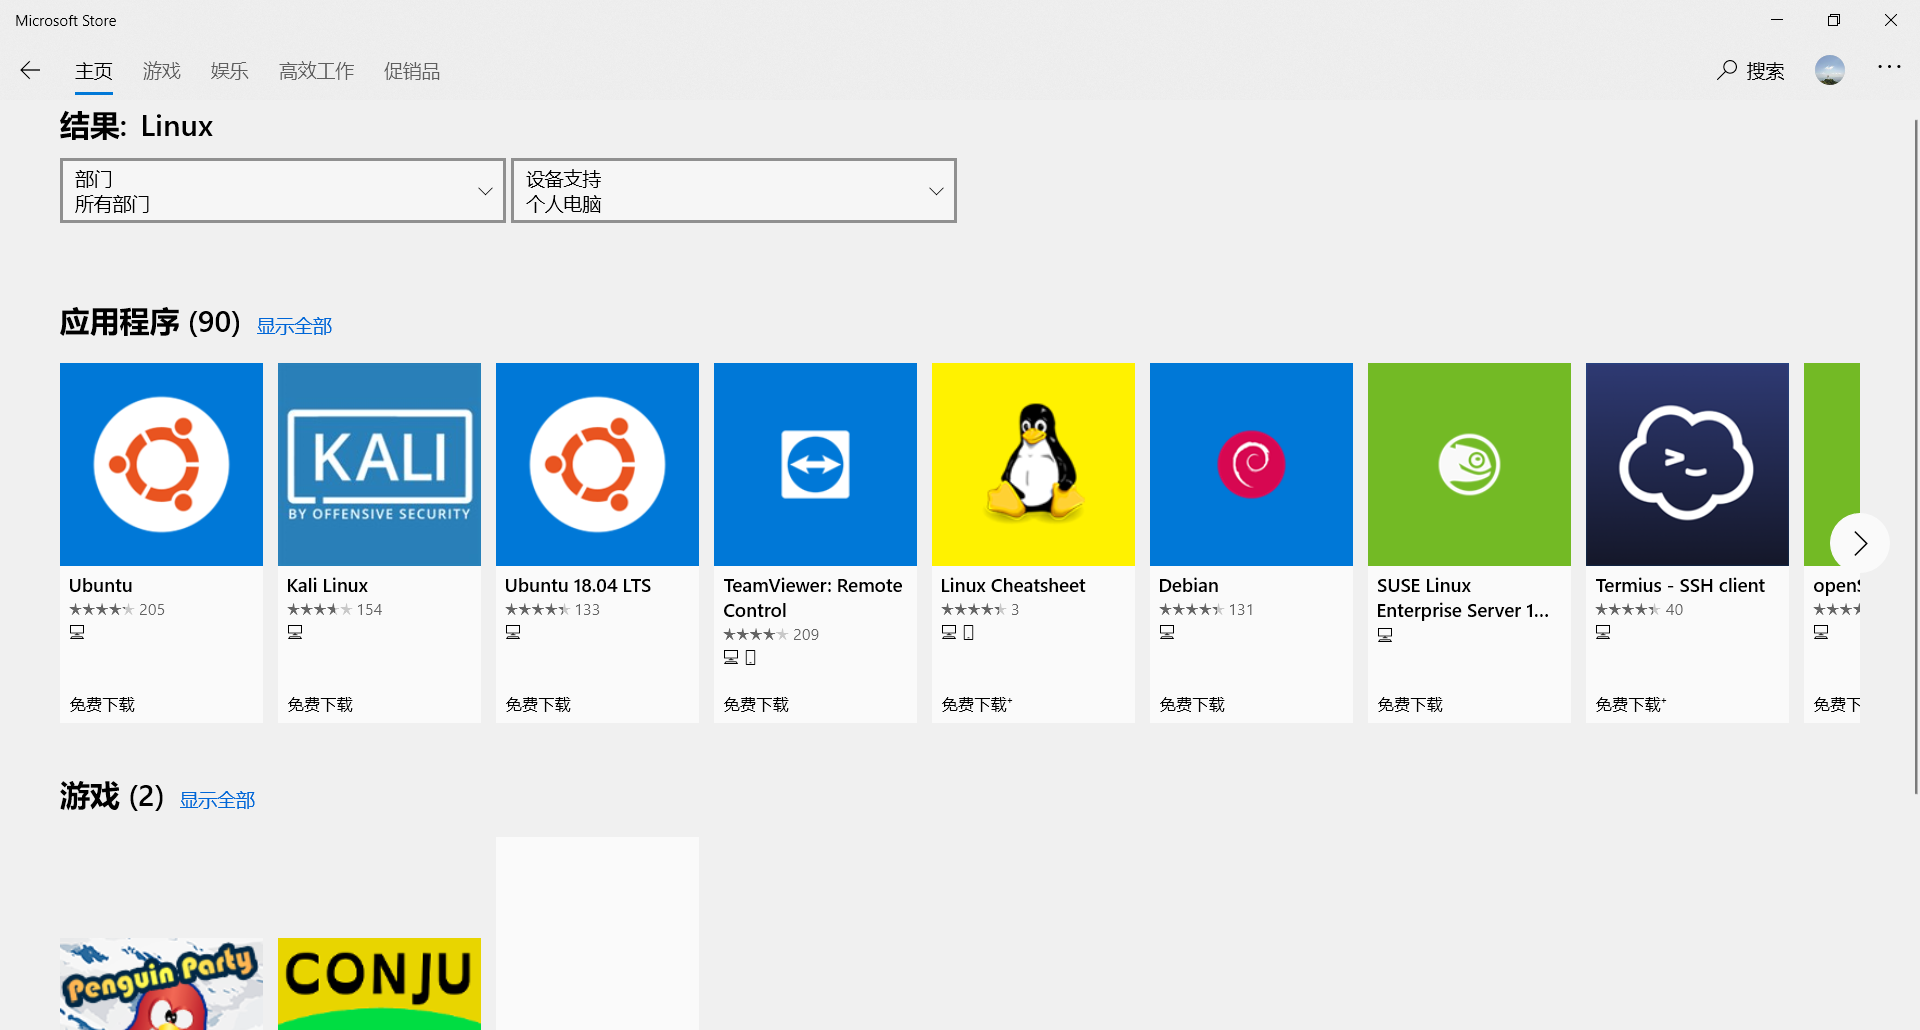 Microsoft Store
主页 游戏 娱乐 高效工作 促销品
搜索
结果: Linux
部门
所有部门
设备支持
个人电脑
应用程序 (90) 显示全部
KALI
BY OFFENSIVE SECURITY
Ubuntu
205
免费下载
Kali Linux
154
免费下载
Ubuntu 18.04 LTS
133
免费下载
TeamViewer: Remote
Control
209
免费下载
Linux Cheatsheet
3
免费下载+
Debian
131
免费下载
SUSE Linux
Enterprise Server 1...
免费下载
>_
Termius - SSH client
40
免费下载+
openS
免费下
游戏 (2) 显示全部
Penguin Party
CONJU